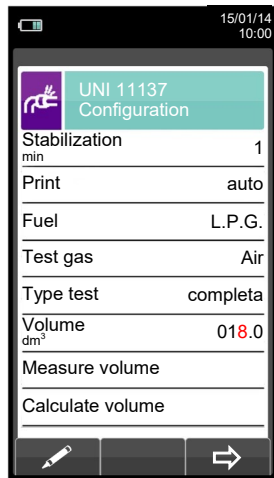 15/01/14
10:00
UNI 11137
Configuration
Stabilization 1
min
Print auto
Fuel L.P.G.
Test gas Air
Type test completa
Volume 018.0
dm³
Measure volume
Calculate volume